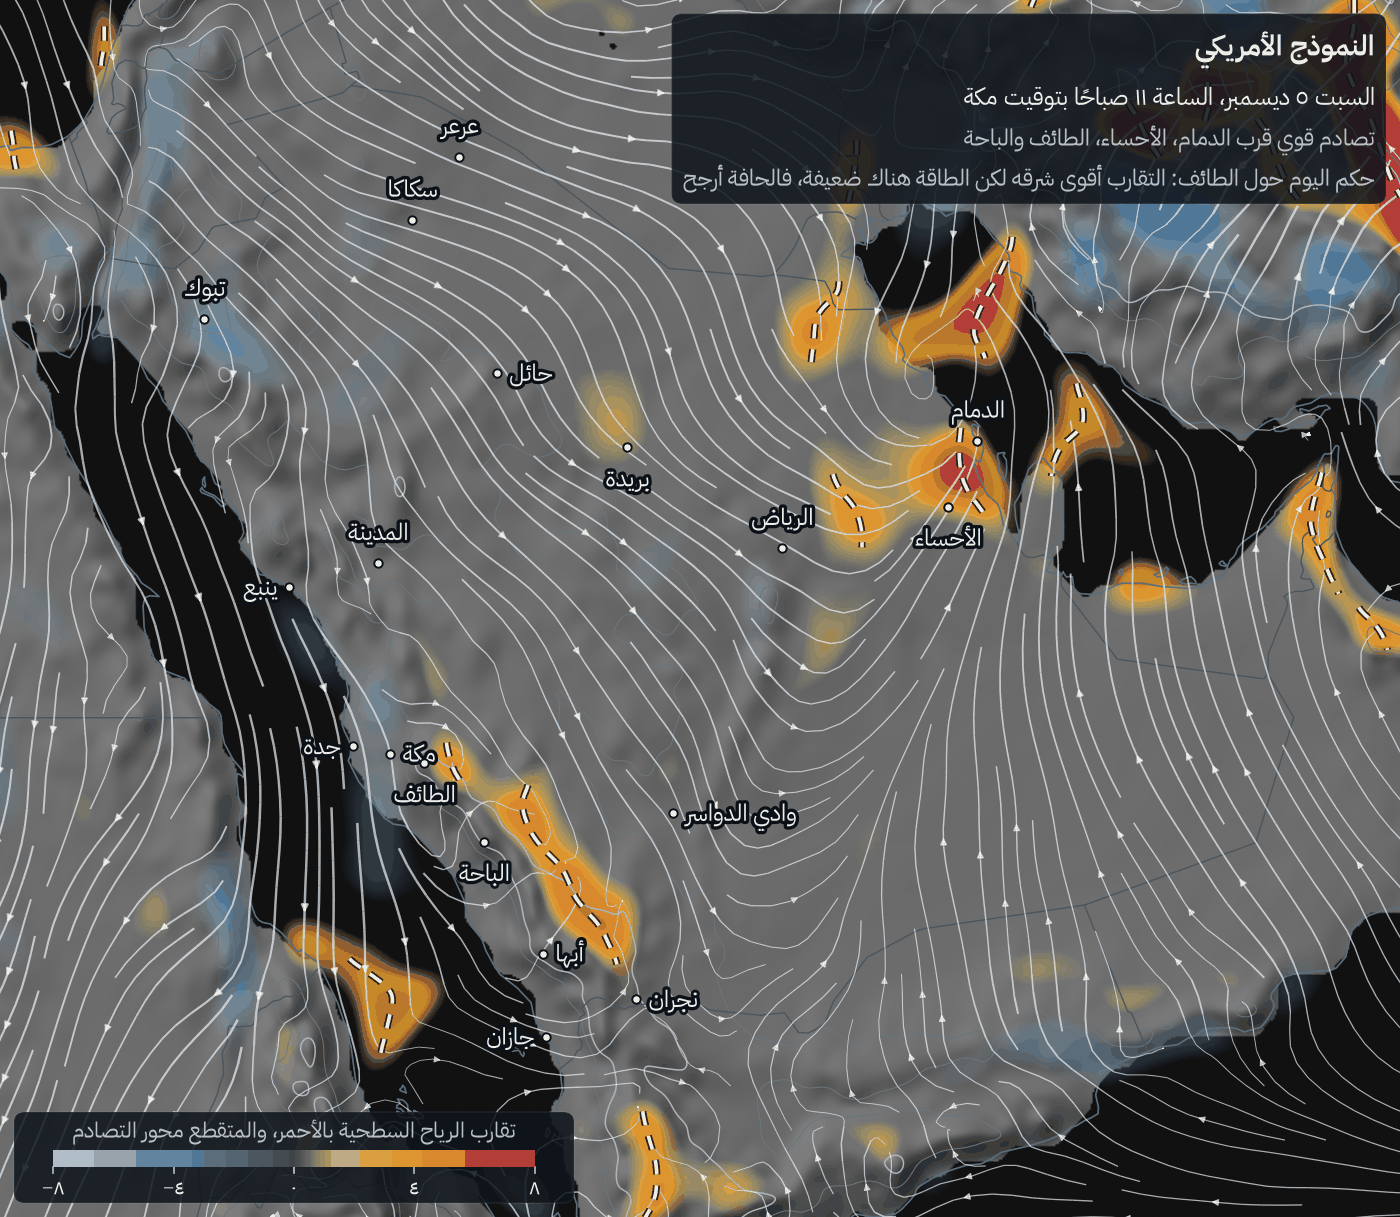 النموذج الأمريكي
السبت ٥ ديسمبر، الساعة ١١ صباحًا بتوقيت مكة
تصادم قوي قرب الدمام، الأحساء، الطائف والباحة
حكم اليوم حول الطائف: التقارب أقوى شرقه لكن الطاقة هناك ضعيفة، فالحافة أرجح
عرعر
سكاكا
تبوك
حائل
الدمام
بريدة
الرياض
الأحساء
المدينة
ينبع
جدة
مكة
الطائف
وادي الدواسر
الباحة
أبها
نجران
جازان
تقارب الرياح السطحية بالأحمر، والمتقطع محور التصادم
−٨ −٤ ٠ ٤ ٨